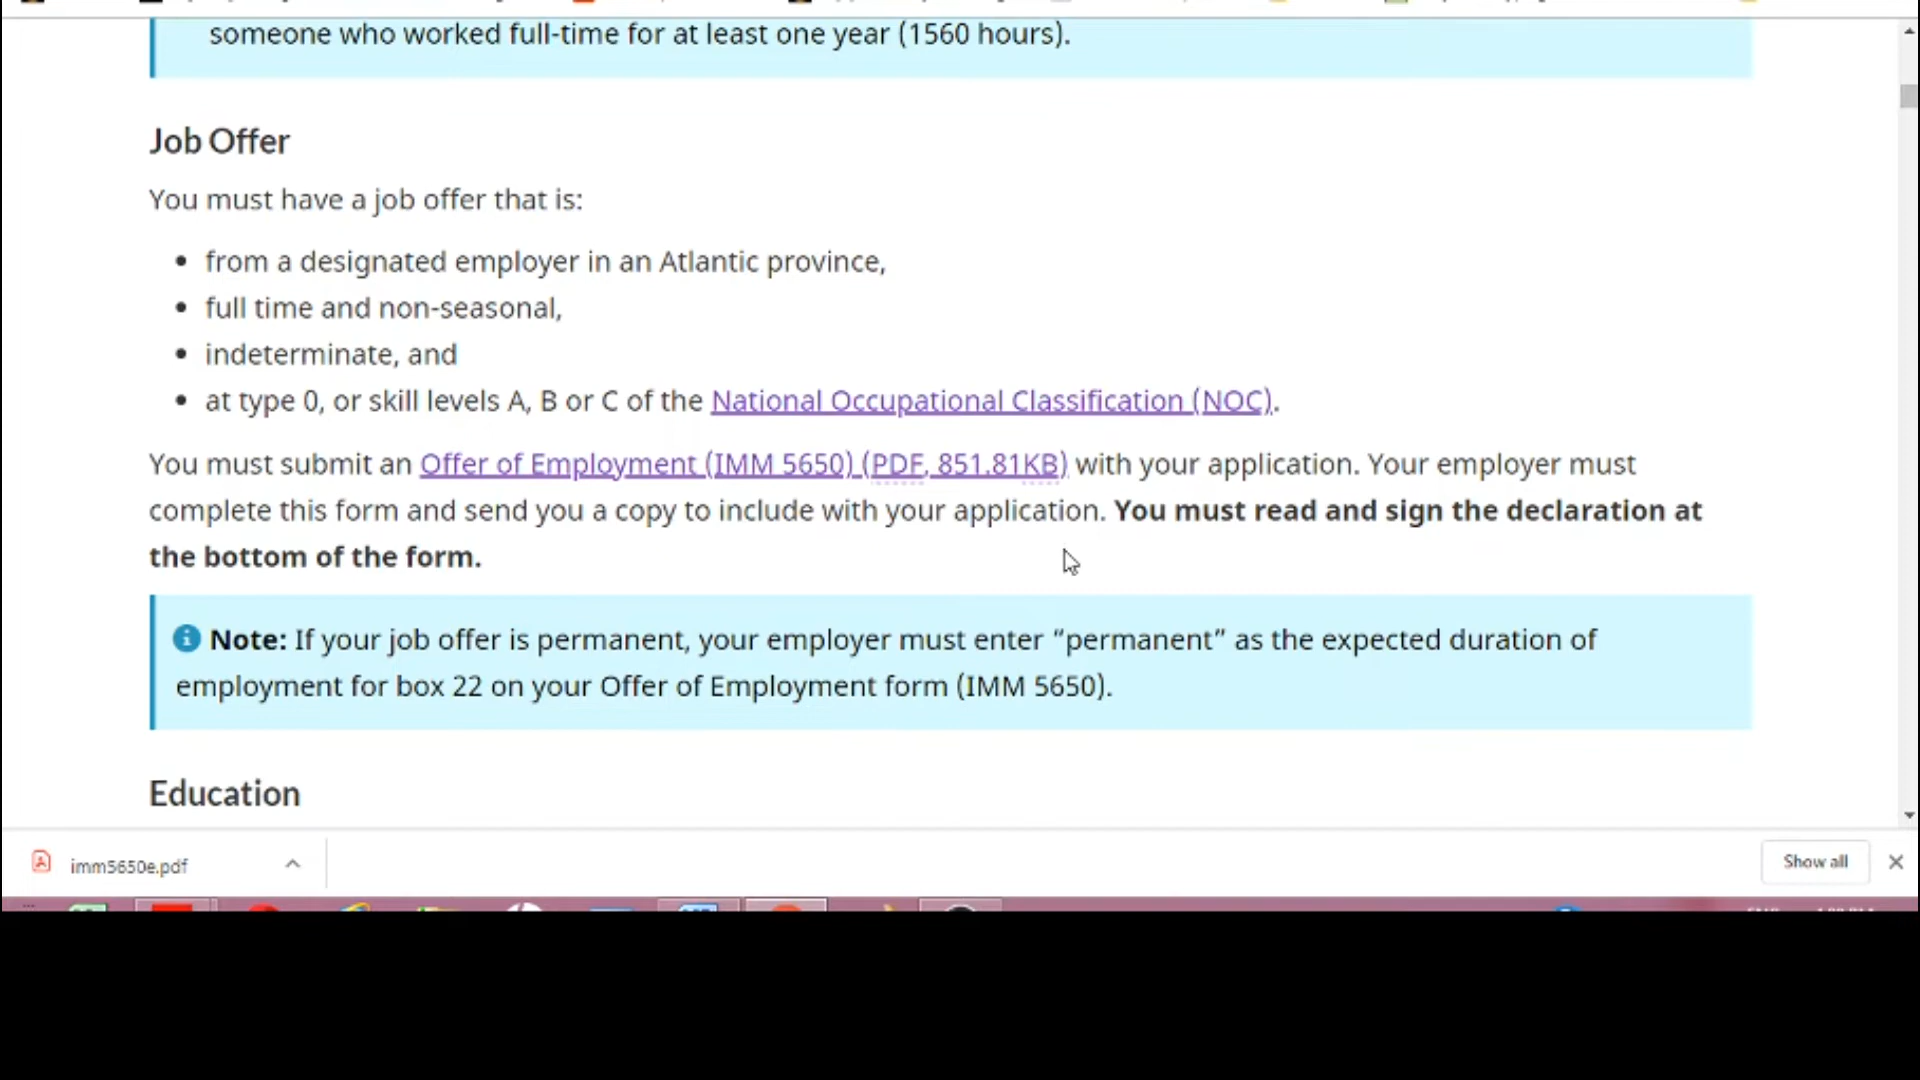 someone who worked full-time for at least one year (1560 hours).
Job Offer
You must have a job offer that is:
• from a designated employer in an Atlantic province,
• full time and non-seasonal,
• indeterminate, and
• at type 0, or skill levels A, B or C of the National Occupational Classification (NOC).
You must submit an Offer of Employment (IMM 5650) (PDF, 851.81KB) with your application. Your employer must
complete this form and send you a copy to include with your application. You must read and sign the declaration at
the bottom of the form.
Note: If your job offer is permanent, your employer must enter “permanent” as the expected duration of
employment for box 22 on your Offer of Employment form (IMM 5650).
Education
imm5650e.pdf
Show all